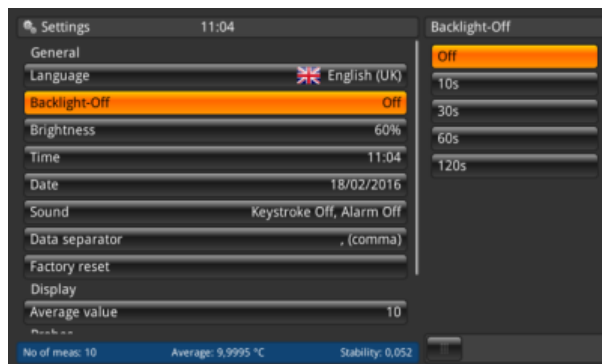 Settings 11:04
General
Language English (UK)
Backlight-Off Off
Brightness 60%
Time 11:04
Date 18/02/2016
Sound Keystroke Off, Alarm Off
Data separator , (comma)
Factory reset
Display
Average value 10
No of meas: 10 Average: 9,9995 °C Stability: 0,052
Backlight-Off
Off
10s
30s
60s
120s